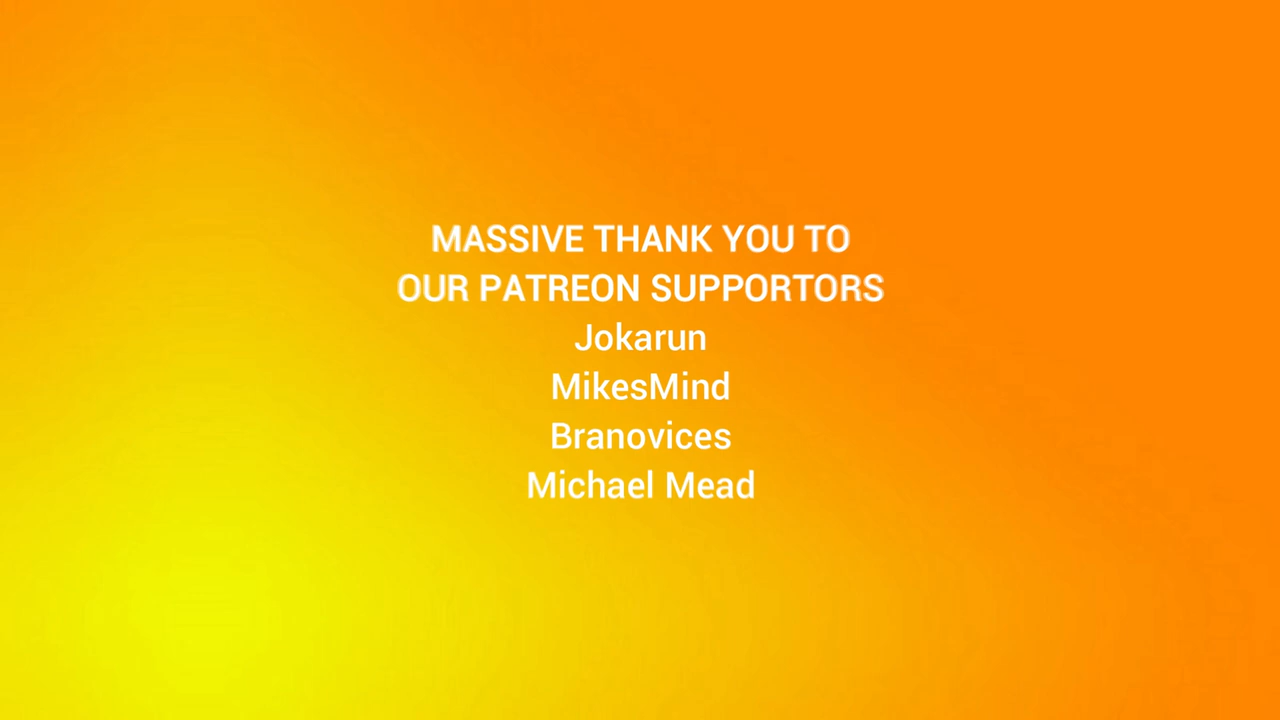 MASSIVE THANK YOU TO
OUR PATREON SUPPORTORS
Jokarun
MikesMind
Branovices
Michael Mead